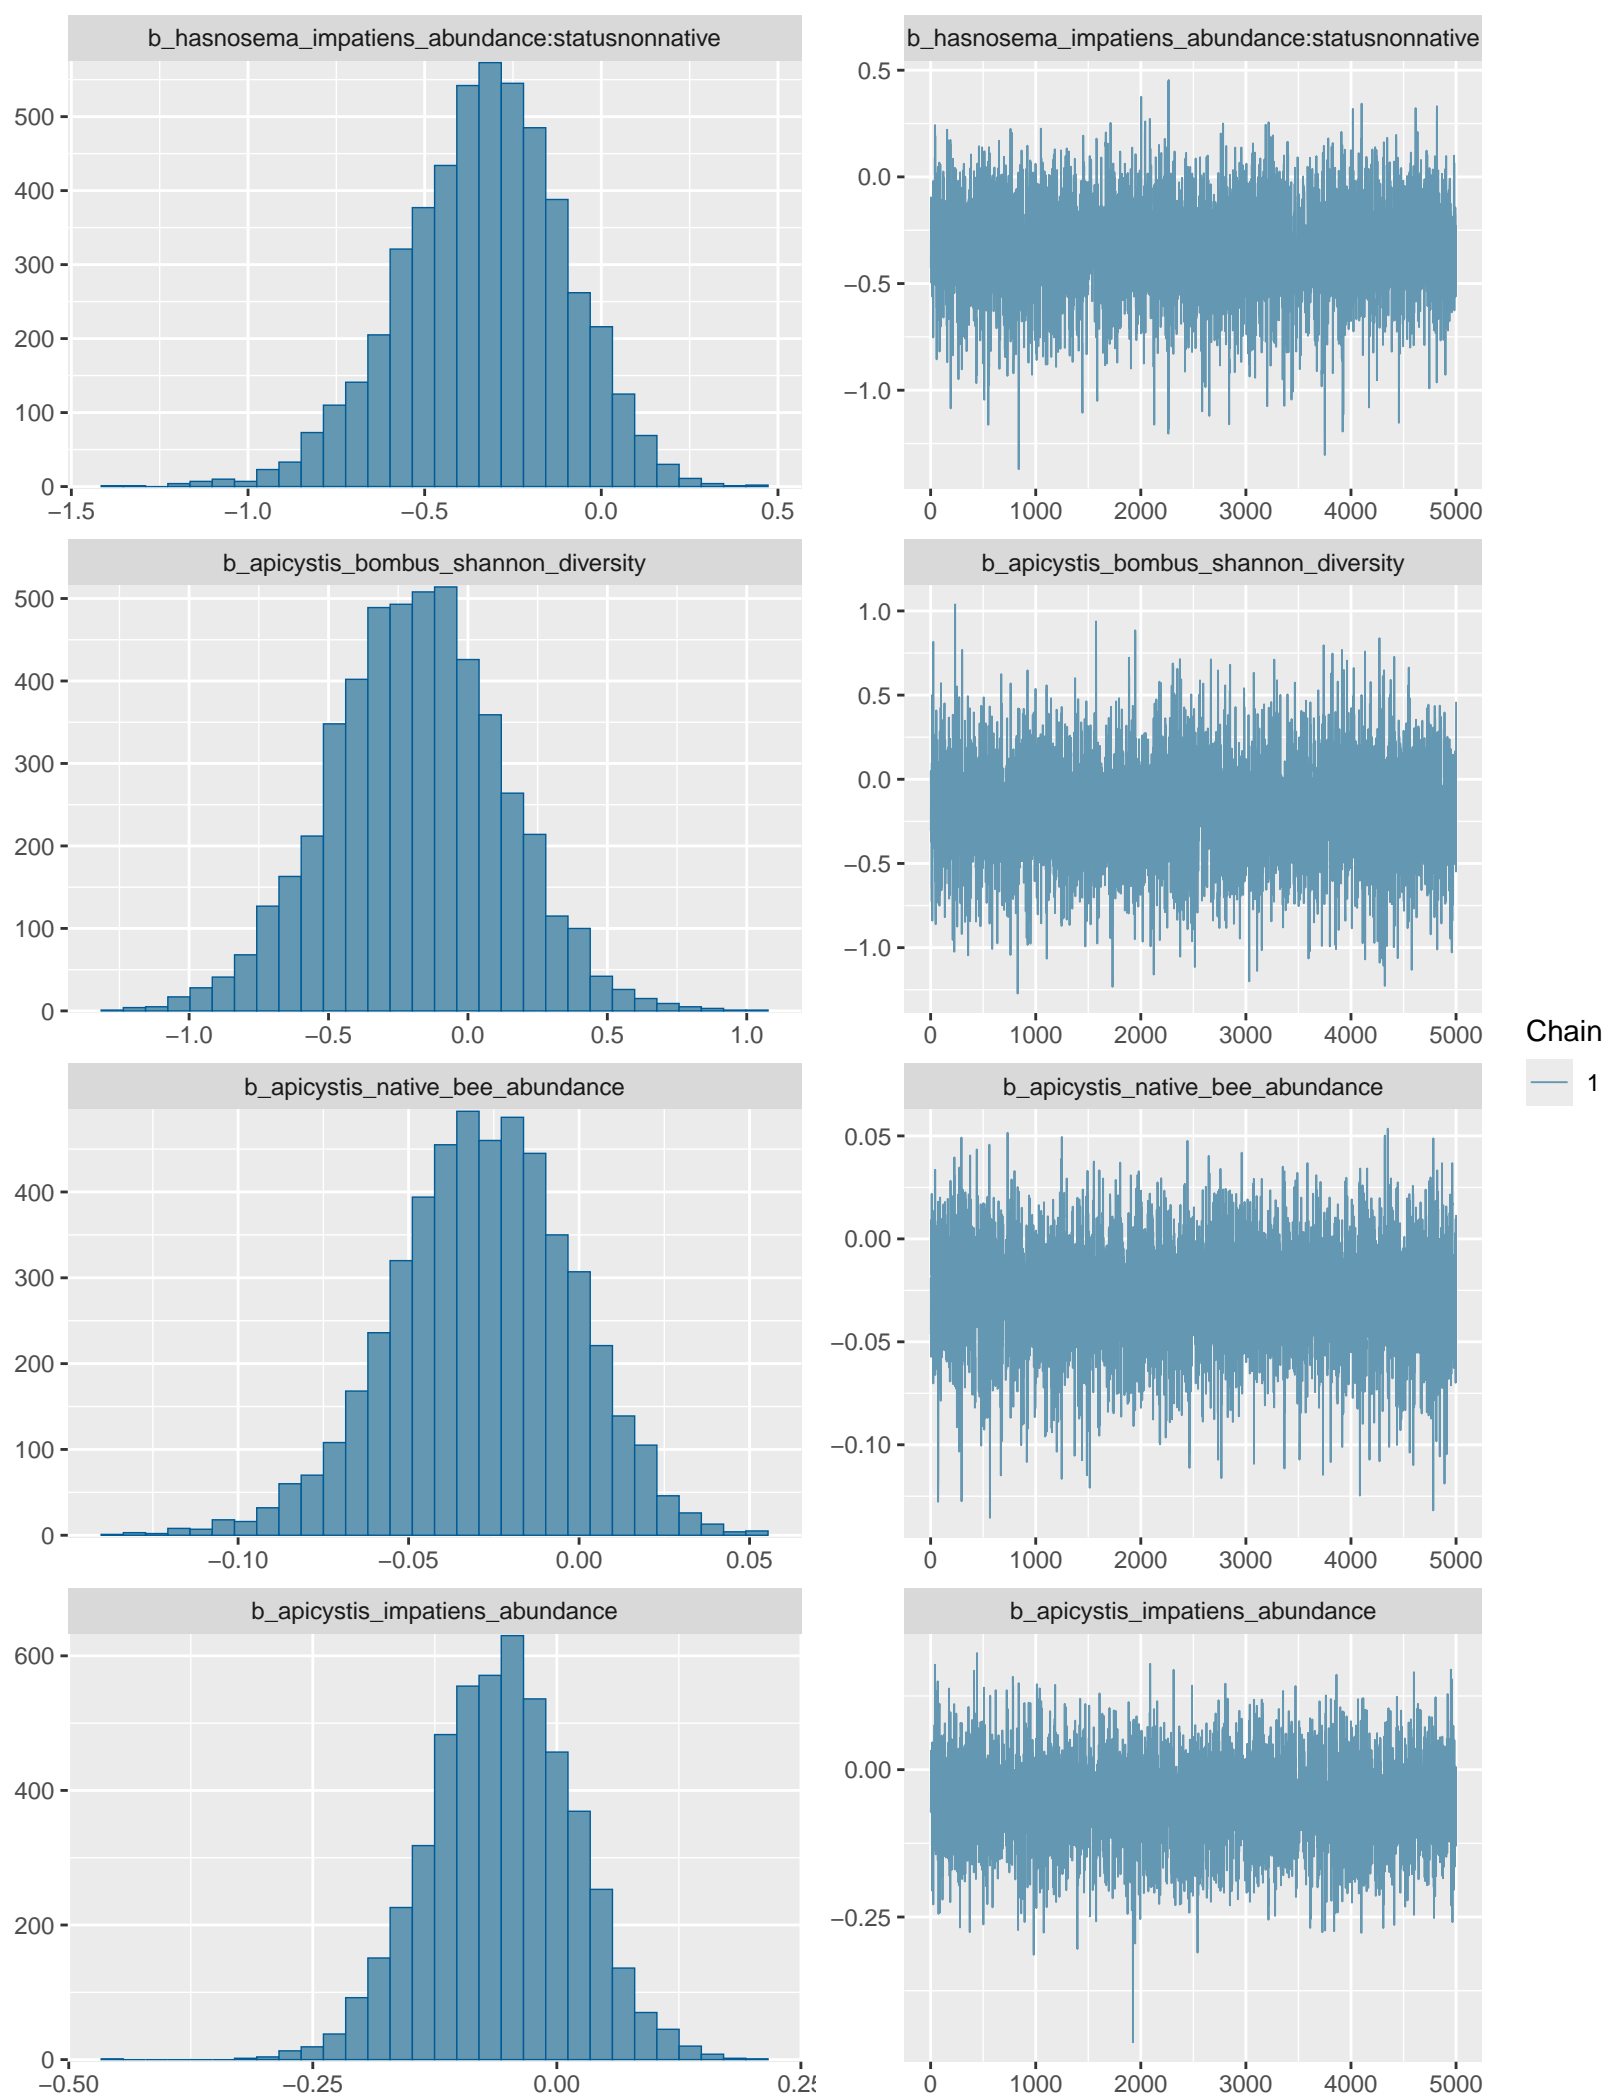 b_hasnosema_impatiens_abundance:statusnonnative
500
400
300
200
100
0
−1.5 −1.0 −0.5 0.0 0.5
b_hasnosema_impatiens_abundance:statusnonnative
0.5
0.0
−0.5
−1.0
0 1000 2000 3000 4000 5000
b_apicystis_bombus_shannon_diversity
500
400
300
200
100
0
−1.0 −0.5 0.0 0.5 1.0
b_apicystis_bombus_shannon_diversity
1.0
0.5
0.0
−0.5
−1.0
0 1000 2000 3000 4000 5000
b_apicystis_native_bee_abundance
400
300
200
100
0
−0.10 −0.05 0.00 0.05
b_apicystis_native_bee_abundance
0.05
0.00
−0.05
−0.10
0 1000 2000 3000 4000 5000
b_apicystis_impatiens_abundance
600
400
200
0
−0.50 −0.25 0.00
b_apicystis_impatiens_abundance
0.00
−0.25
0 1000 2000 3000 4000 5000
Chain
1